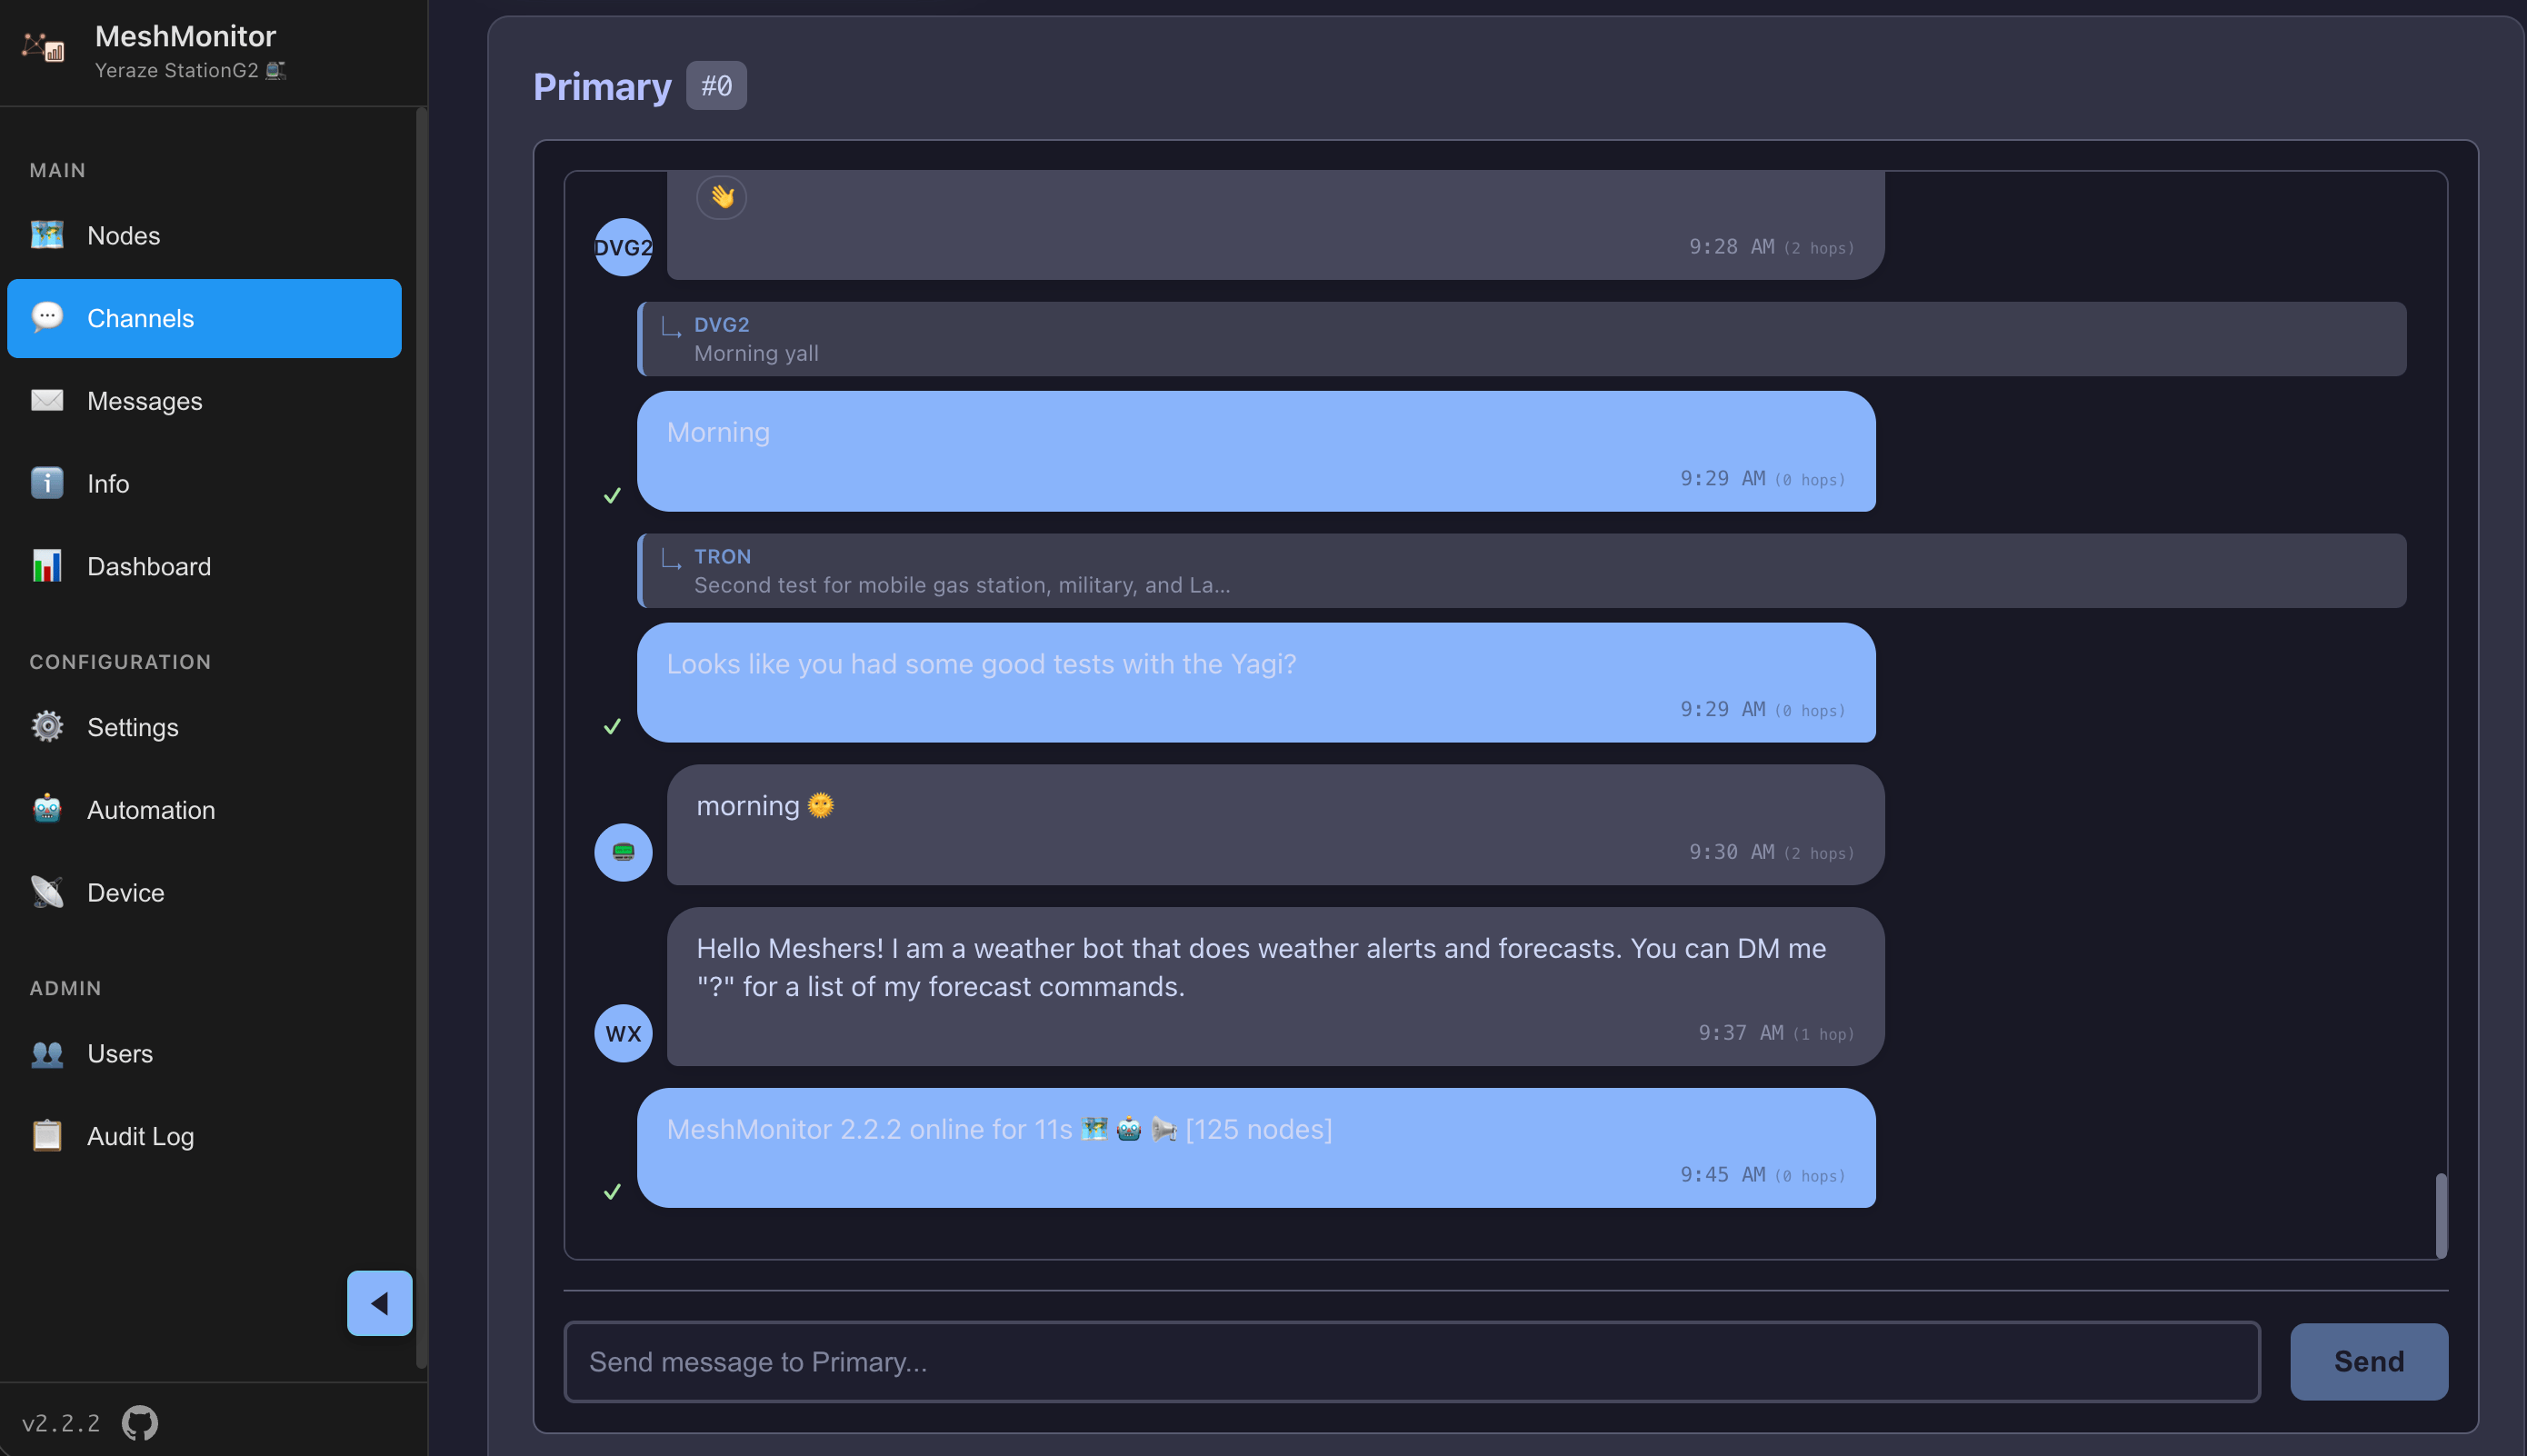 MeshMonitor
Yeraze StationG2
MAIN
Nodes
Channels
Messages
Info
Dashboard
CONFIGURATION
Settings
Automation
Device
ADMIN
Users
Audit Log
v2.2.2
Primary #0
👋
DVG2
9:28 AM (2 hops)
DVG2
Morning yall
Morning
9:29 AM (0 hops)
✓
TRON
Second test for mobile gas station, military, and La...
Looks like you had some good tests with the Yagi?
9:29 AM (0 hops)
✓
morning 🌞
9:30 AM (2 hops)
Hello Meshers! I am a weather bot that does weather alerts and forecasts. You can DM me
"?" for a list of my forecast commands.
WX
9:37 AM (1 hop)
MeshMonitor 2.2.2 online for 11s 🗺️ 🤖 📢 [125 nodes]
9:45 AM (0 hops)
✓
Send message to Primary...
Send